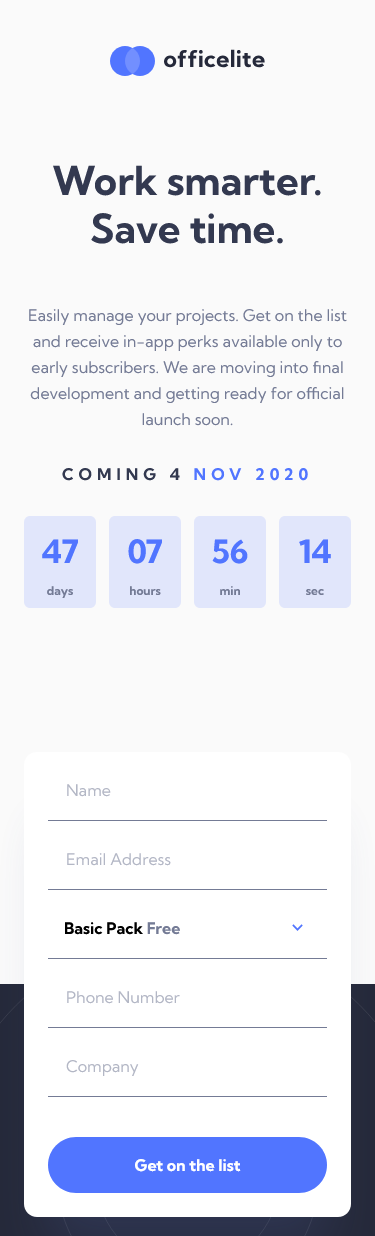 officelite
Work smarter.
Save time.
Easily manage your projects. Get on the list
and receive in-app perks available only to
early subscribers. We are moving into final
development and getting ready for official
launch soon.
COMING 4 NOV 2020
47 07 56 14
days hours min sec
Name
Email Address
Basic Pack Free
Phone Number
Company
Get on the list